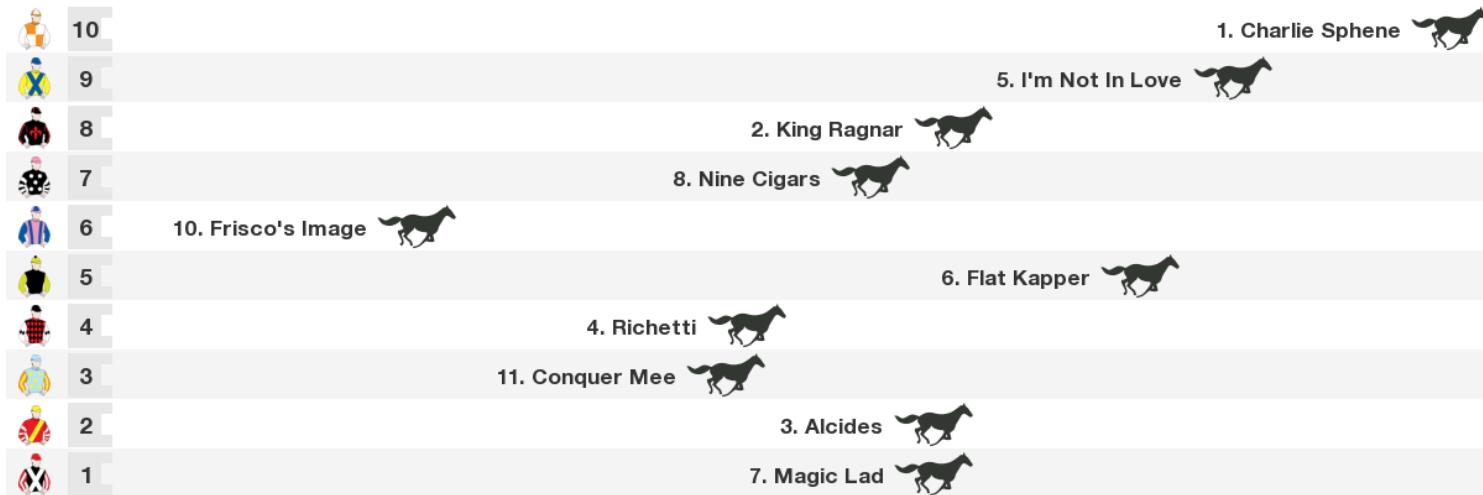 10 1. Charlie Sphene
9 5. I'm Not In Love
8 2. King Ragnar
7 8. Nine Cigars
6 10. Frisco's Image
5 6. Flat Kapper
4 4. Richetti
3 11. Conquer Mee
2 3. Alcides
1 7. Magic Lad